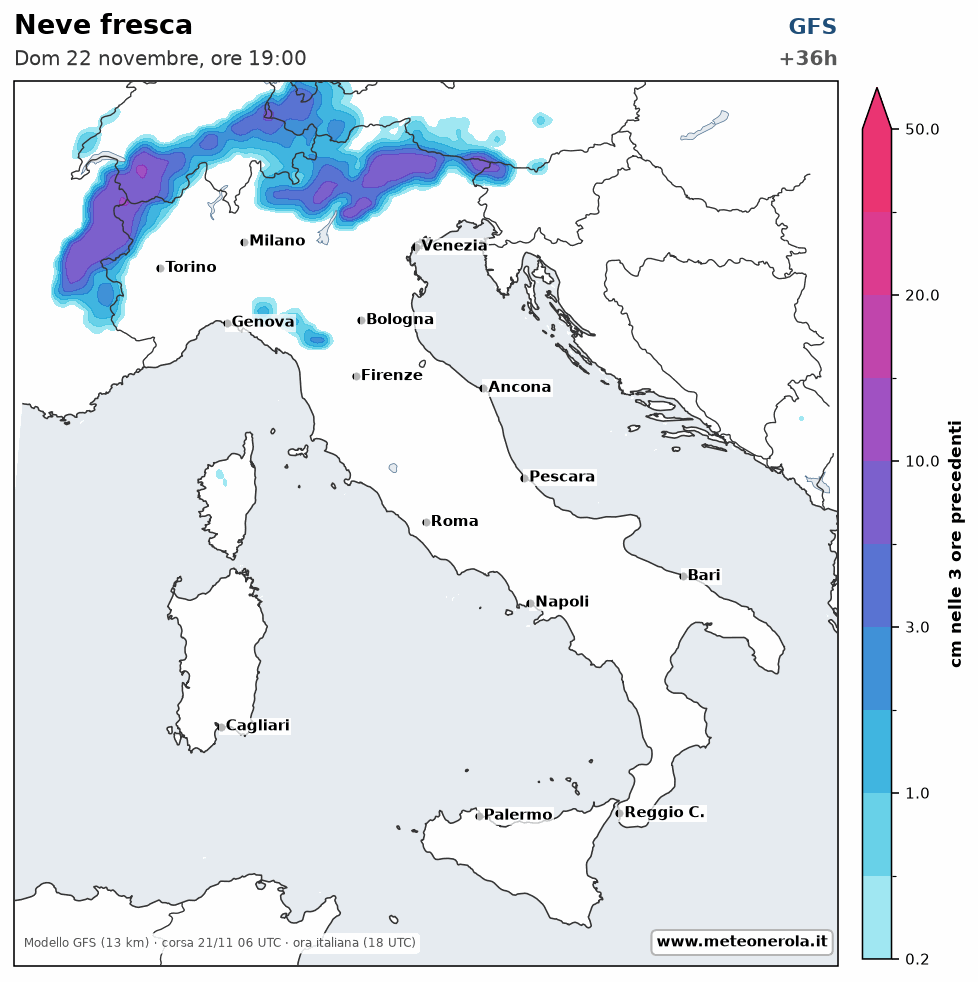 Neve fresca
GFS
Dom 22 novembre, ore 19:00
+36h
50.0
20.0
10.0
3.0
1.0
0.2
cm nelle 3 ore precedenti
Milano
Venezia
Torino
Genova
Bologna
Firenze
Ancona
Pescara
Roma
Bari
Napoli
Cagliari
Palermo
Reggio C.
Modello GFS (13 km) · corsa 21/11 06 UTC · ora italiana (18 UTC)
www.meteonerola.it